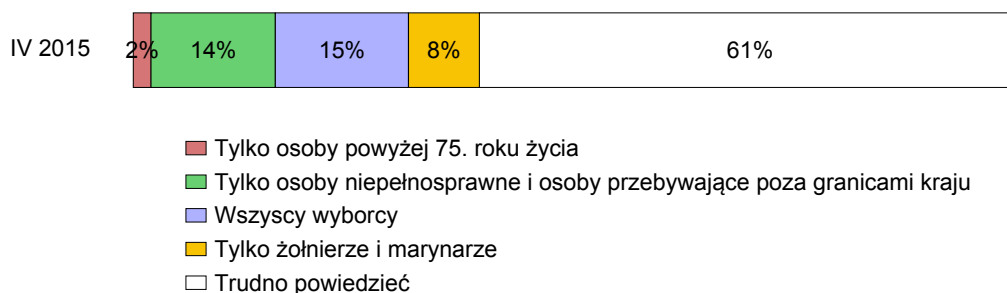 IV 2015 2% 14% 15% 8% 61%
Tylko osoby powyżej 75. roku życia
Tylko osoby niepełnosprawne i osoby przebywające poza granicami kraju
Wszyscy wyborcy
Tylko żołnierze i marynarze
Trudno powiedzieć